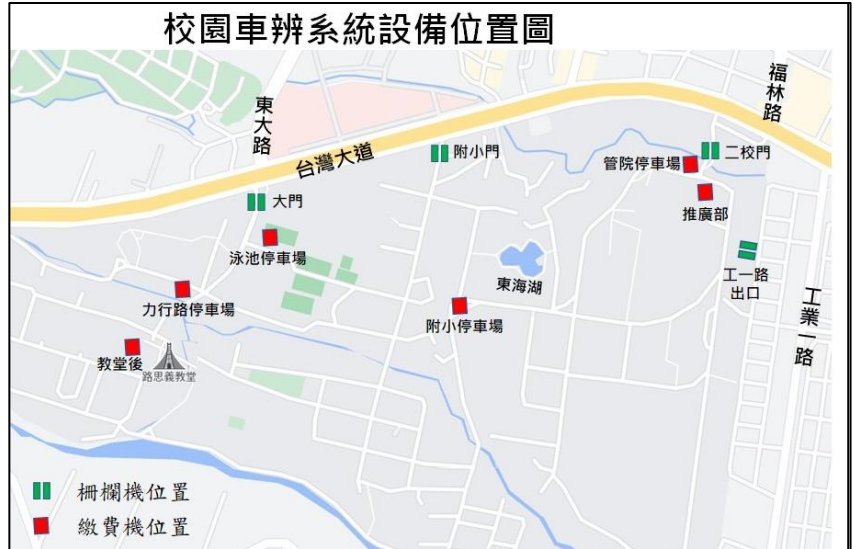 校園車辨系統設備位置圖
福林路
東大路
台灣大道
附小門
二校門
管院停車場
大門
推廣部
泳池停車場
東海湖
工一路
出口
工業一路
力行路停車場
附小停車場
教堂後
路思義教堂
柵欄機位置
繳費機位置